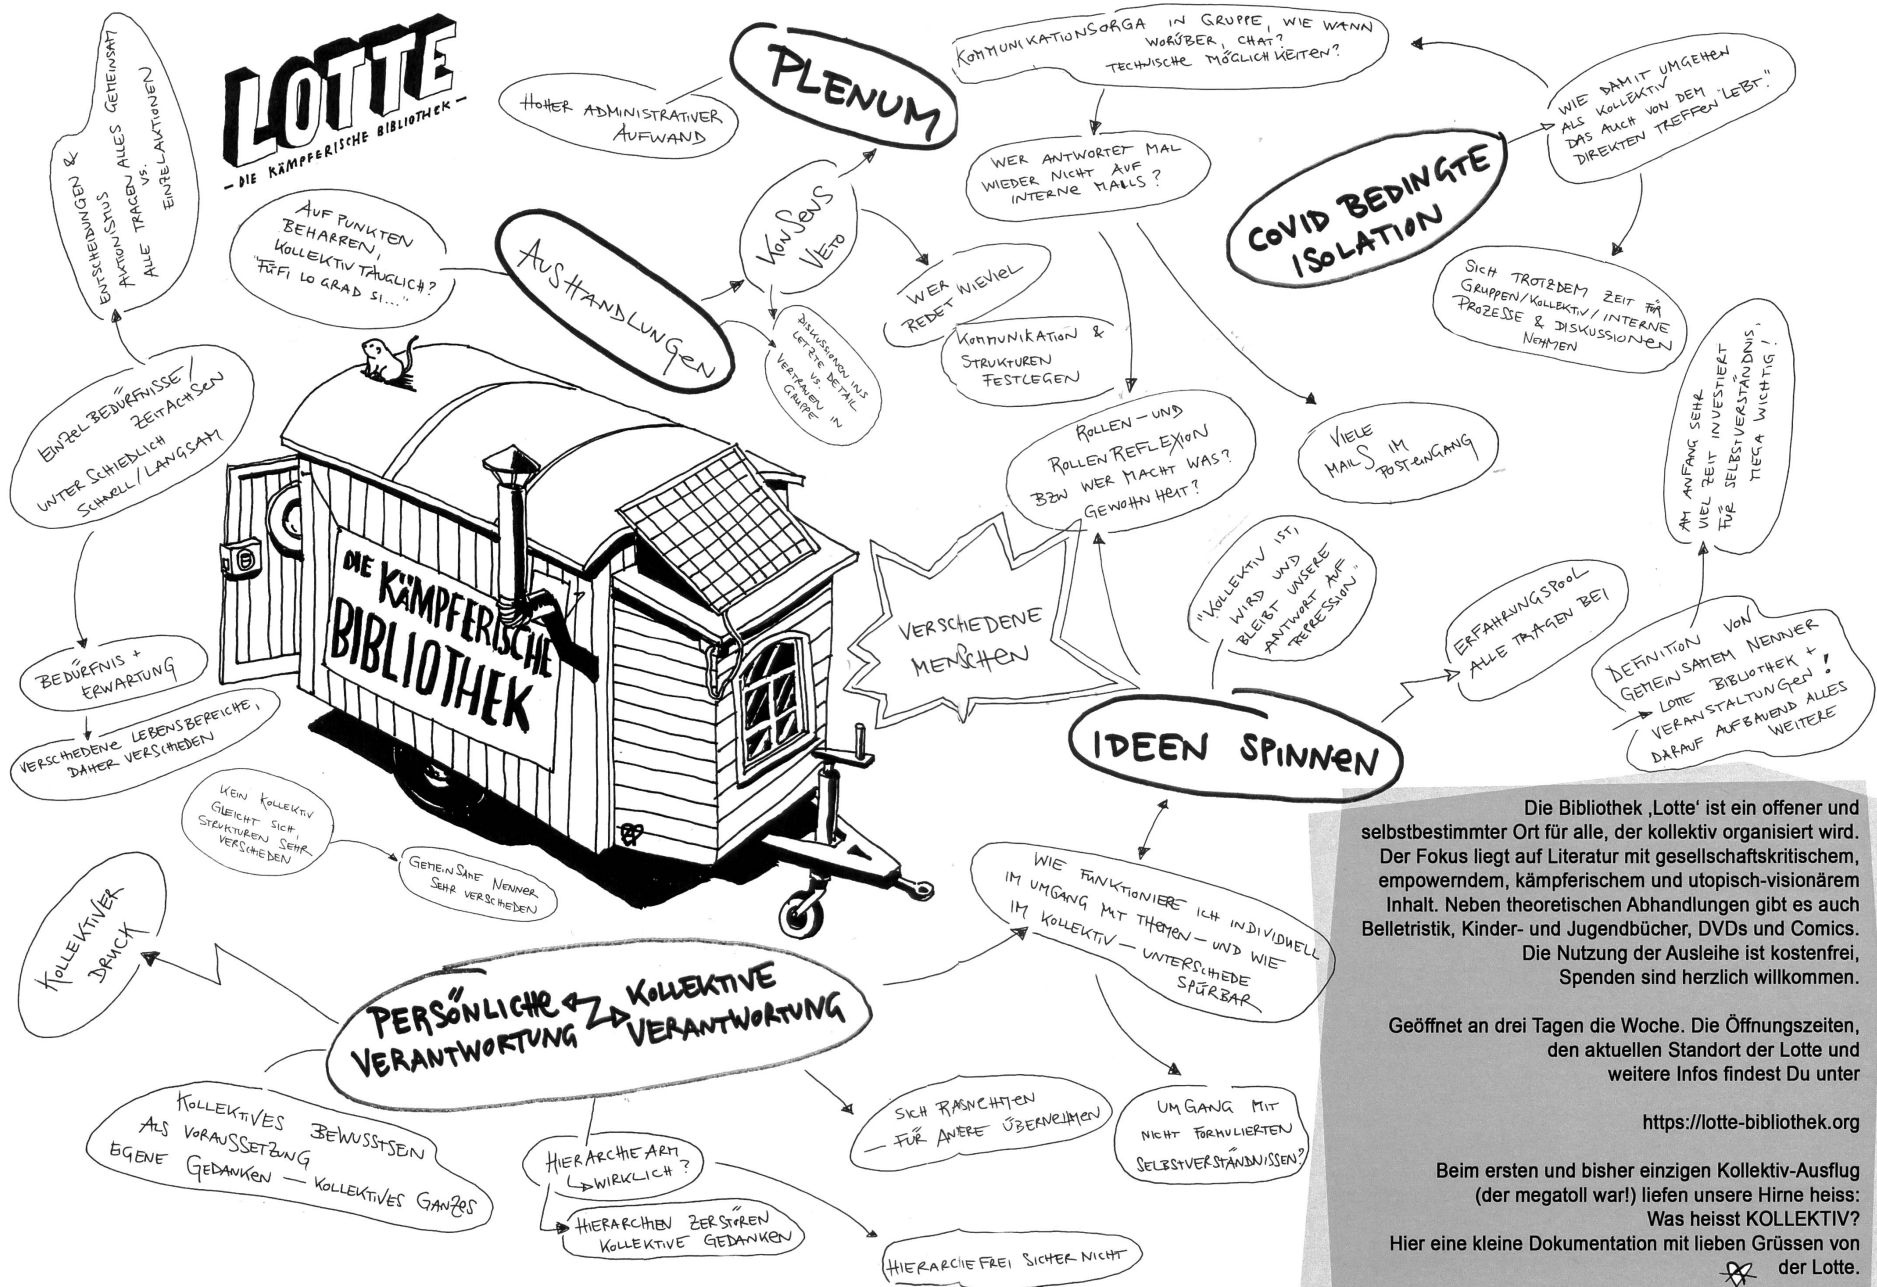 LOTTE
- DIE KÄMPFERISCHE BIBLIOTHEK -
ENTSCHEIDUNGEN &
AKTIONISMUS
ALLE TRAGEN ALLES GEMEINSAM
VS.
EINZELAKTIONEN
HOHER ADMINISTRATIVER
AUFWAND
PLENUM
KOMMUNIKATIONSORGA IN GRUPPE, WIE WANN
WORÜBER, CHAT?
TECHNISCHE MÖGLICHKEITEN?
WIE DAMIT UMGEHEN
ALS KOLLEKTIV
DAS AUCH VON DEM
DIREKTEN TREFFEN "LEBT."
WER ANTWORTET MAL
WIEDER NICHT AUF
INTERNE MAILS?
COVID BEDINGTE
ISOLATION
AUF PUNKTEN
BEHARREN,
KOLLEKTIV TAUGLICH?
"FÜFI LO GRAD SI..."
AUSHANDLUNGEN
KONSENS
VETO
WER
REDET WIEVIEL
DISKUSSIONEN INS
LETZTE DETAIL
VS.
VERTRAUEN IN
GRUPPE
KOMMUNIKATION &
STRUKTUREN
FESTLEGEN
SICH TROTZDEM ZEIT FÜR
GRUPPEN/KOLLEKTIV/INTERNE
PROZESSE & DISKUSSIONEN
NEHMEN
AM ANFANG SEHR
VIEL ZEIT INVESTIERT
FÜR SELBSTVERSTÄNDNIS.
MEGA WICHTIG!
EINZELBEDÜRFNISSE/
ZEITACHSEN
UNTERSCHIEDLICH
SCHNELL/LANGSAM
ROLLEN- UND
ROLLENREFLEXION
BZW WER MACHT WAS?
GEWOHNHEIT?
VIELE
MAILS IM
POSTEINGANG
DIE KÄMPFERISCHE
BIBLIOTHEK
VERSCHIEDENE
MENSCHEN
"KOLLEKTIV IST,
WIRD UND
BLEIBT UNSERE
ANTWORT AUF
REPRESSION"
ERFAHRUNGSPOOL
ALLE TRAGEN BEI
DEFINITION VON
GEMEINSAMEM NENNER
LOTTE BIBLIOTHEK +
VERANSTALTUNGEN!
DARAUF AUFBAUEND ALLES
WEITERE
BEDÜRFNIS +
ERWARTUNG
VERSCHIEDENE LEBENSBEREICHE,
DAHER VERSCHIEDEN
IDEEN SPINNEN
KEIN KOLLEKTIV
GLEICHT SICH,
STRUKTUREN SEHR
VERSCHIEDEN
GEMEINSAME NENNER
SEHR VERSCHIEDEN
KOLLEKTIVER
DRUCK
WIE FUNKTIONIERE ICH INDIVIDUELL
IM UMGANG MIT THEMEN - UND WIE
IM KOLLEKTIV - UNTERSCHIEDE
SPÜRBAR
PERSÖNLICHE KOLLEKTIVE
VERANTWORTUNG VERANTWORTUNG
KOLLEKTIVES BEWUSSTSEIN
ALS VORAUSSETZUNG
EGENE GEDANKEN - KOLLEKTIVES GANZES
HIERARCHIEARM
WIRKLICH?
HIERARCHIEN ZERSTÖREN
KOLLEKTIVE GEDANKEN
HIERARCIEFREI SICHER NICHT
SICH RASNEHMEN
- FÜR ANERE ÜBERNEHMEN
UMGANG MIT
NICHT FORMULIERTEN
SELBSTVERSTÄNDNISSEN?
Die Bibliothek ‚Lotte‘ ist ein offener und
selbstbestimmter Ort für alle, der kollektiv organisiert wird.
Der Fokus liegt auf Literatur mit gesellschaftskritischem,
empowerndem, kämpferischem und utopisch-visionärem
Inhalt. Neben theoretischen Abhandlungen gibt es auch
Belletristik, Kinder- und Jugendbücher, DVDs und Comics.
Die Nutzung der Ausleihe ist kostenfrei,
Spenden sind herzlich willkommen.
Geöffnet an drei Tagen die Woche. Die Öffnungszeiten,
den aktuellen Standort der Lotte und
weitere Infos findest Du unter
https://lotte-bibliothek.org
Beim ersten und bisher einzigen Kollektiv-Ausflug
(der megatoll war!) liefen unsere Hirne heiss:
Was heisst KOLLEKTIV?
Hier eine kleine Dokumentation mit lieben Grüssen von
der Lotte.